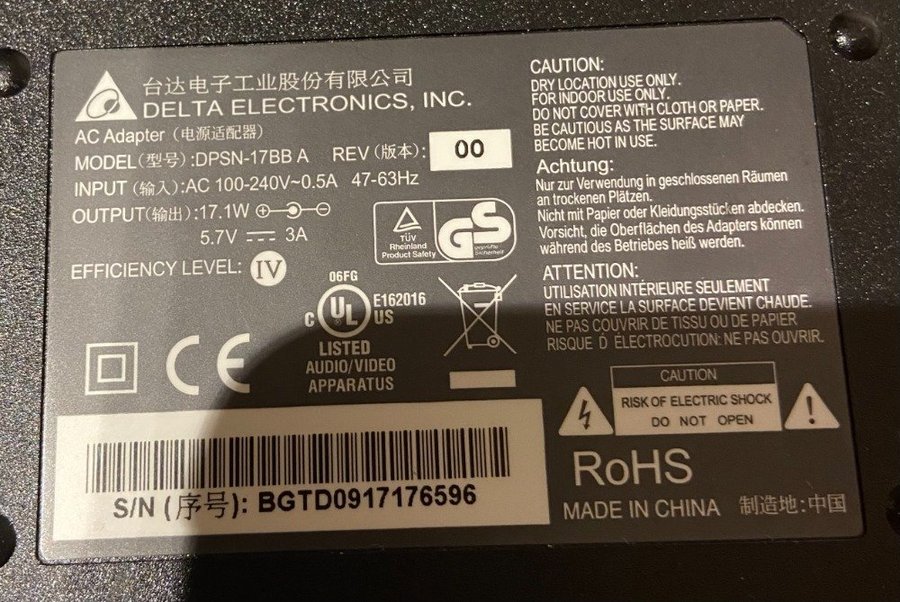 台达电子工业股份有限公司
DELTA ELECTRONICS, INC.
AC Adapter (电源适配器)
MODEL(型号):DPSN-17BB A REV(版本): 00
INPUT (输入):AC 100-240V~0.5A 47-63Hz
OUTPUT(输出):17.1W
5.7V 3A
EFFICIENCY LEVEL: IV
TÜV
Rheinland
Product Safety
GS
geprüfte
Sicherheit
06FG
C UL US
E162016
LISTED
AUDIO/VIDEO
APPARATUS
CE
S/N (序号): BGTD0917176596
CAUTION:
DRY LOCATION USE ONLY.
FOR INDOOR USE ONLY.
DO NOT COVER WITH CLOTH OR PAPER.
BE CAUTIOUS AS THE SURFACE MAY
BECOME HOT IN USE.
Achtung:
Nur zur Verwendung in geschlossenen Räumen
an trockenen Plätzen.
Nicht mit Papier oder Kleidungsstücken abdecken.
Vorsicht, die Oberflächen des Adapters können
während des Betriebes heiß werden.
ATTENTION:
UTILISATION INTÉRIEURE SEULEMENT
EN SERVICE LA SURFACE DEVIENT CHAUDE.
NE PAS COUVRIR DE TISSU OU DE PAPIER
RISQUE D ÉLECTROCUTION: NE PAS OUVRIR.
CAUTION
RISK OF ELECTRIC SHOCK
DO NOT OPEN
RoHS
MADE IN CHINA 制造地:中国